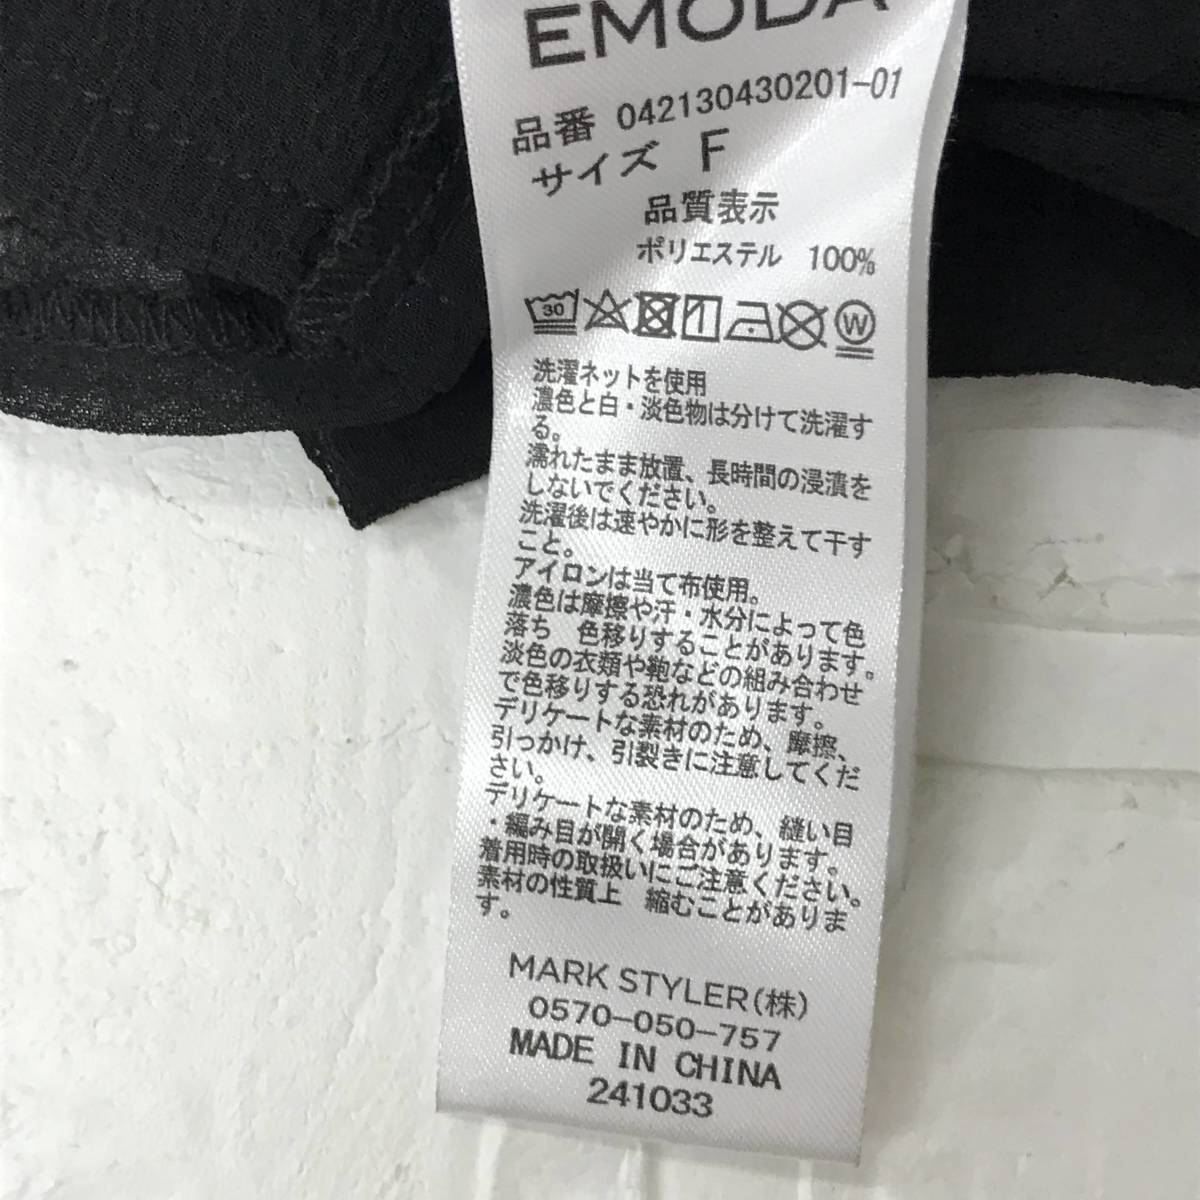 EMODA
品番 042130430201-01
サイズ F
品質表示
ポリエステル 100%
30 W
洗濯ネットを使用
濃色と白・淡色物は分けて洗濯す
る。
濡れたまま放置、長時間の浸漬を
しないでください。
洗濯後は速やかに形を整えて干す
こと。
アイロンは当て布使用。
濃色は摩擦や汗・水分によって色
落ち 色移りすることがあります。
淡色の衣類や鞄などの組み合わせ
で色移りする恐れがあります。
デリケートな素材のため、摩擦、
引っかけ、引裂きに注意してくだ
さい。
デリケートな素材のため、縫い目
・編み目が開く場合があります。
着用時の取扱いにご注意ください。
素材の性質上 縮むことがありま
す。
MARK STYLER(株)
0570-050-757
MADE IN CHINA
241033